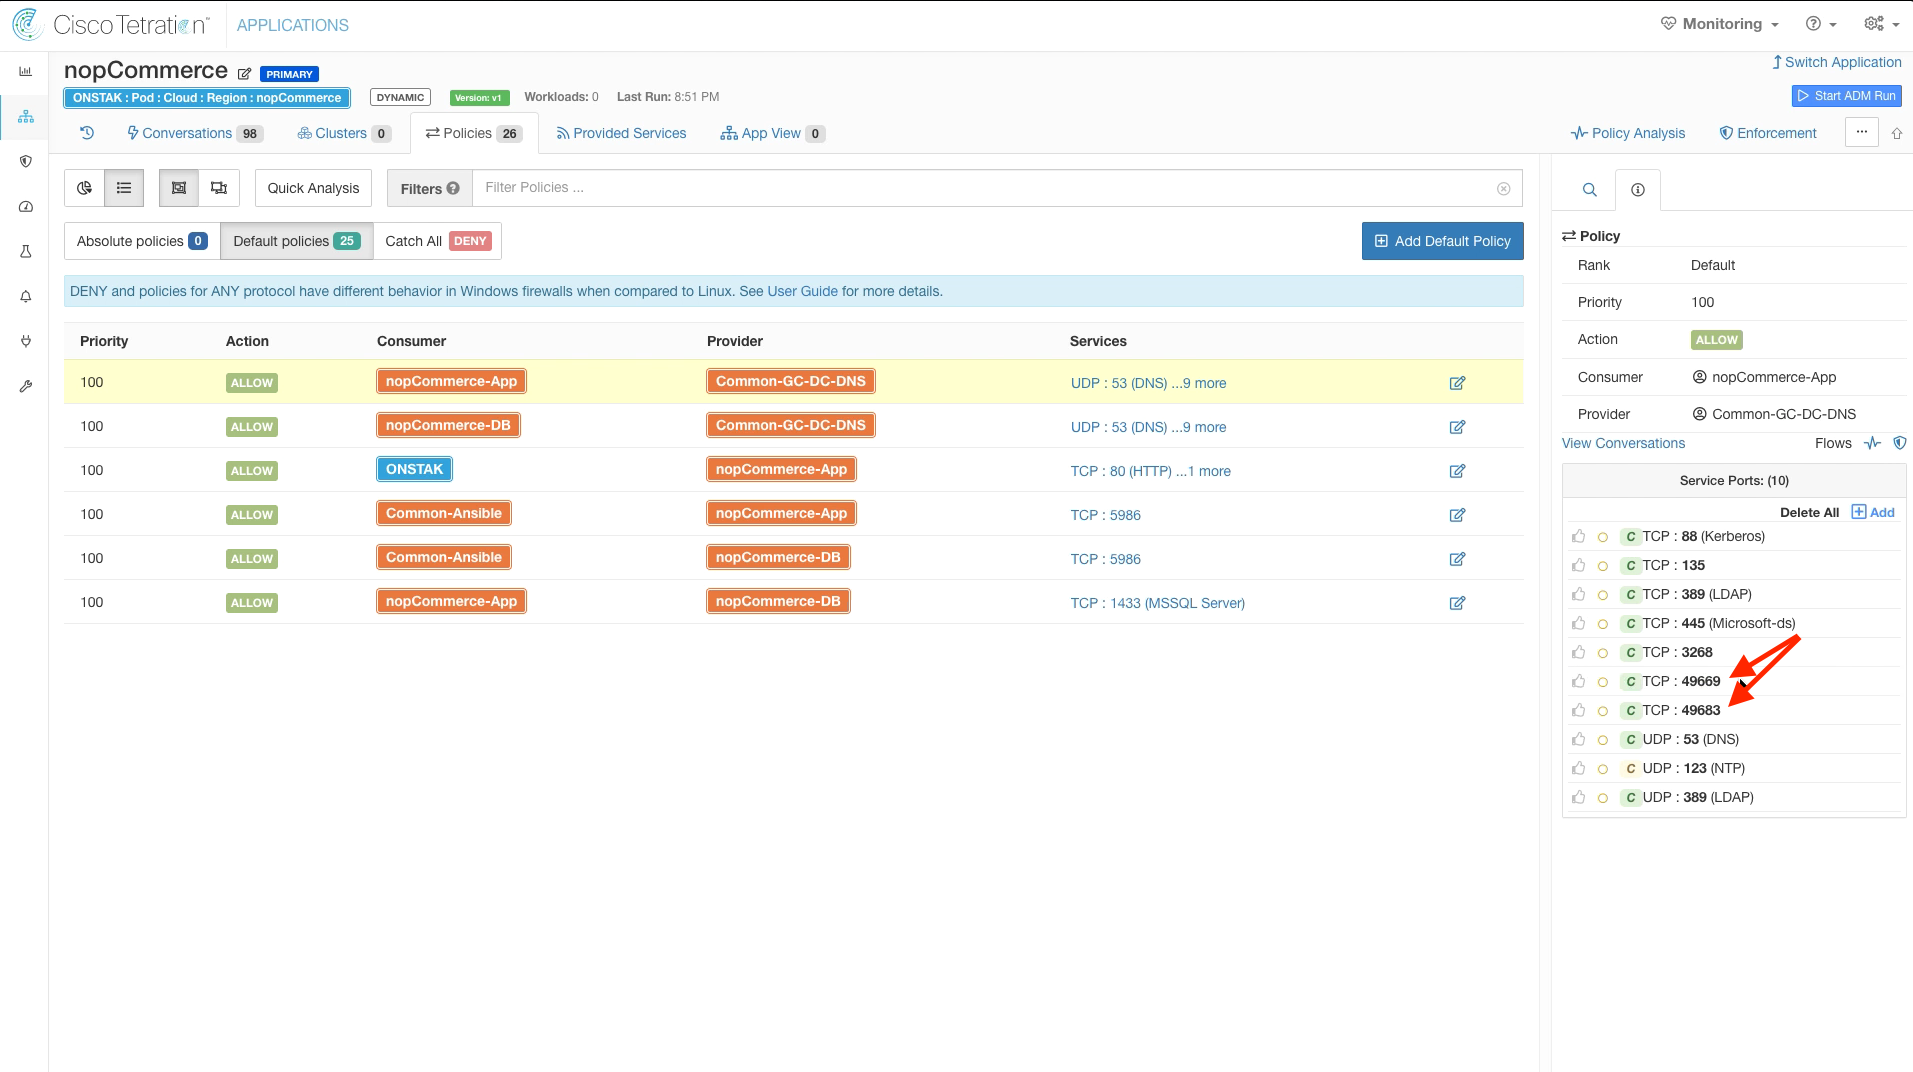 Cisco Tetration™ APPLICATIONS Monitoring
nopCommerce PRIMARY
Switch Application
ONSTAK : Pod : Cloud : Region : nopCommerce DYNAMIC Version: v1 Workloads: 0 Last Run: 8:51 PM
Start ADM Run
Conversations 98 Clusters 0 Policies 26 Provided Services App View 0 Policy Analysis Enforcement ...
Quick Analysis Filters ? Filter Policies ...
Absolute policies 0 Default policies 25 Catch All DENY Add Default Policy
DENY and policies for ANY protocol have different behavior in Windows firewalls when compared to Linux. See User Guide for more details.
Priority Action Consumer Provider Services
100 ALLOW nopCommerce-App Common-GC-DC-DNS UDP : 53 (DNS) ...9 more
100 ALLOW nopCommerce-DB Common-GC-DC-DNS UDP : 53 (DNS) ...9 more
100 ALLOW ONSTAK nopCommerce-App TCP : 80 (HTTP) ...1 more
100 ALLOW Common-Ansible nopCommerce-App TCP : 5986
100 ALLOW Common-Ansible nopCommerce-DB TCP : 5986
100 ALLOW nopCommerce-App nopCommerce-DB TCP : 1433 (MSSQL Server)
Policy
Rank Default
Priority 100
Action ALLOW
Consumer nopCommerce-App
Provider Common-GC-DC-DNS
View Conversations Flows
Service Ports: (10)
Delete All Add
C TCP : 88 (Kerberos)
C TCP : 135
C TCP : 389 (LDAP)
C TCP : 445 (Microsoft-ds)
C TCP : 3268
C TCP : 49669
C TCP : 49683
C UDP : 53 (DNS)
C UDP : 123 (NTP)
C UDP : 389 (LDAP)